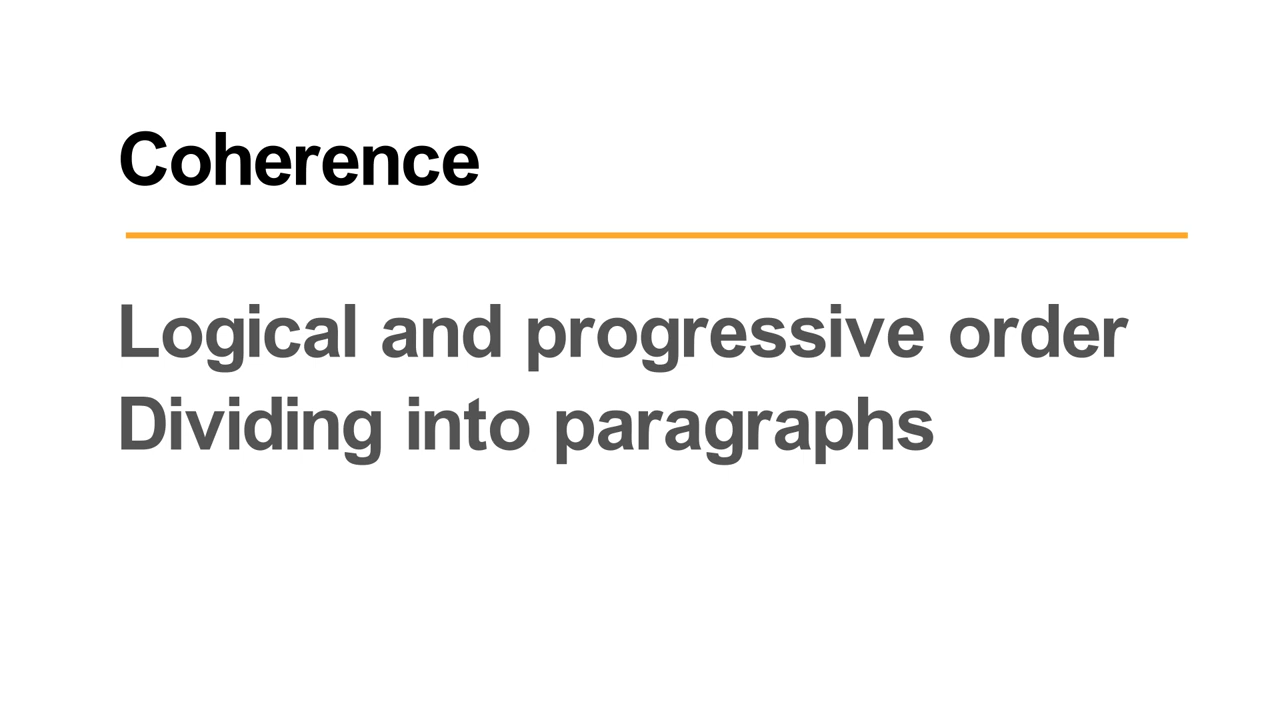 Coherence
Logical and progressive order
Dividing into paragraphs